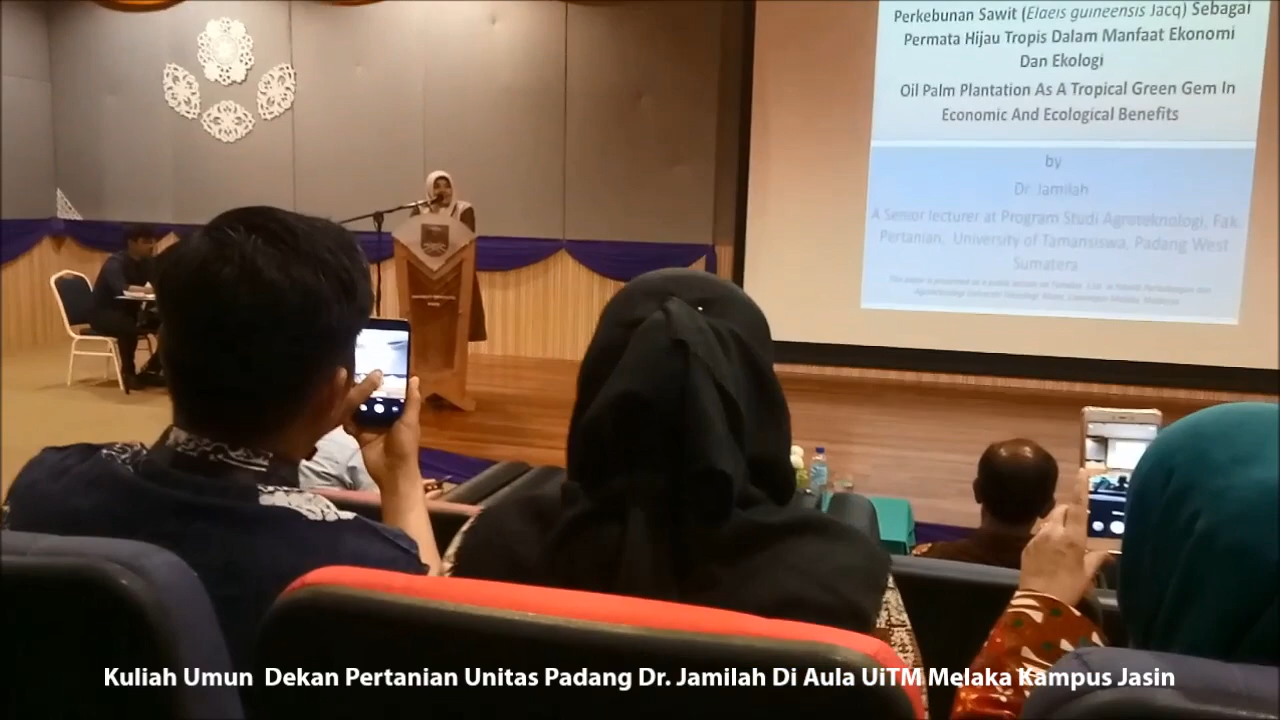 Perkebunan Sawit (Elaeis guineensis Jacq) Sebagai
Permata Hijau Tropis Dalam Manfaat Ekonomi
Dan Ekologi
Oil Palm Plantation As A Tropical Green Gem In
Economic And Ecological Benefits
by
Dr. Jamilah
A Senior lecturer at Program Studi Agroteknologi, Fak.
Pertanian, University of Tamansiswa, Padang West
Sumatera
Kuliah Umun Dekan Pertanian Unitas Padang Dr. Jamilah Di Aula UiTM Melaka Kampus Jasin